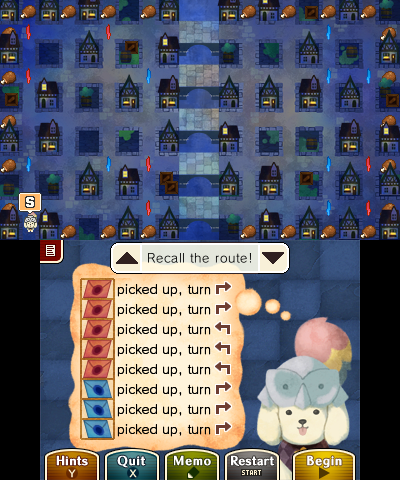 S
Recall the route!
picked up, turn
picked up, turn
picked up, turn
picked up, turn
picked up, turn
picked up, turn
picked up, turn
picked up, turn
Hints Quit Memo Restart Begin
Y X START